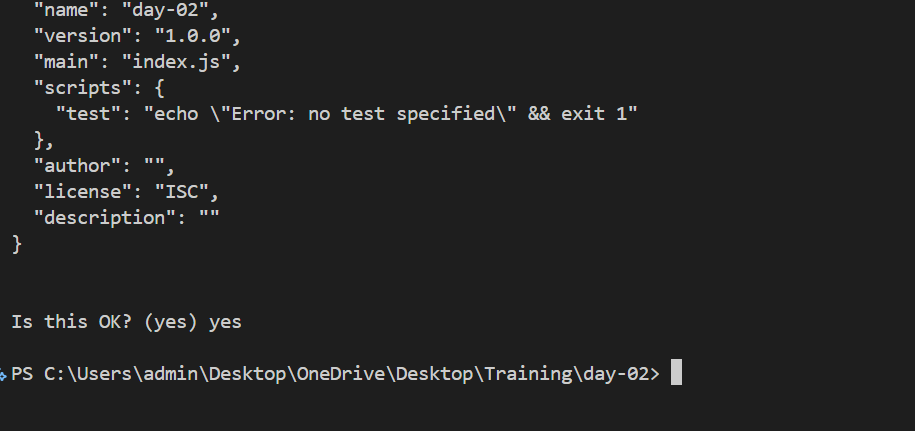 "name": "day-02",
"version": "1.0.0",
"main": "index.js",
"scripts": {
"test": "echo \"Error: no test specified\" && exit 1"
},
"author": "",
"license": "ISC",
"description": ""
}
Is this OK? (yes) yes
PS C:\Users\admin\Desktop\OneDrive\Desktop\Training\day-02>